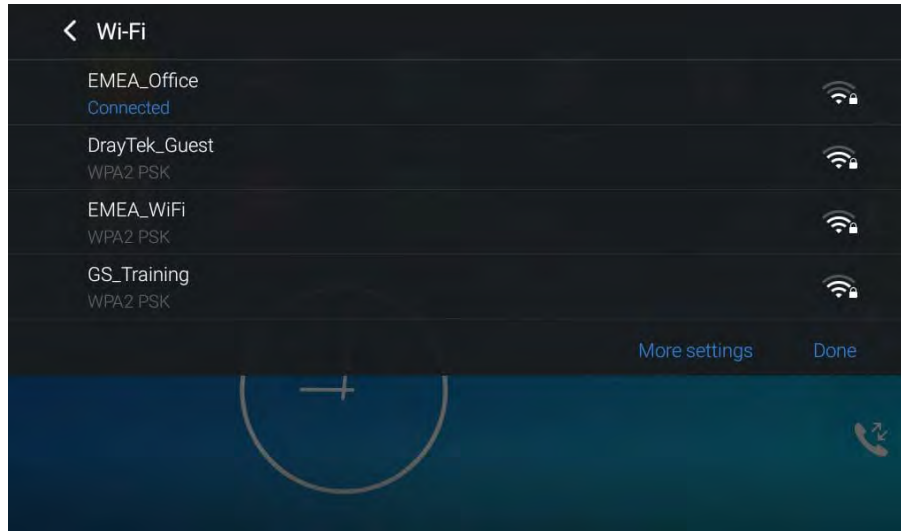 Wi-Fi
EMEA_Office
Connected
DrayTek_Guest
WPA2 PSK
EMEA_WiFi
WPA2 PSK
GS_Training
WPA2 PSK
More settings Done